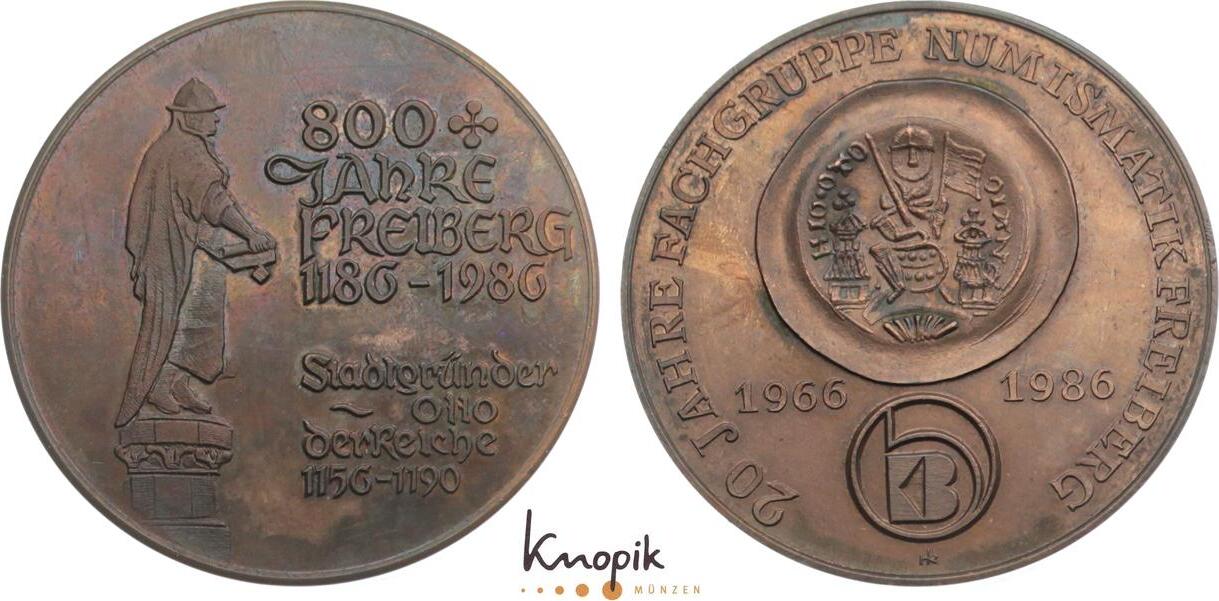 800
JAHRE
FREIBERG
1186-1986
Stadtgründer
~ Otto
der Reiche
1156-1190
20 JAHRE FACHGRUPPE NUMISMATIK FREIBERG
1966 1986
KB
Knopik
MÜNZEN